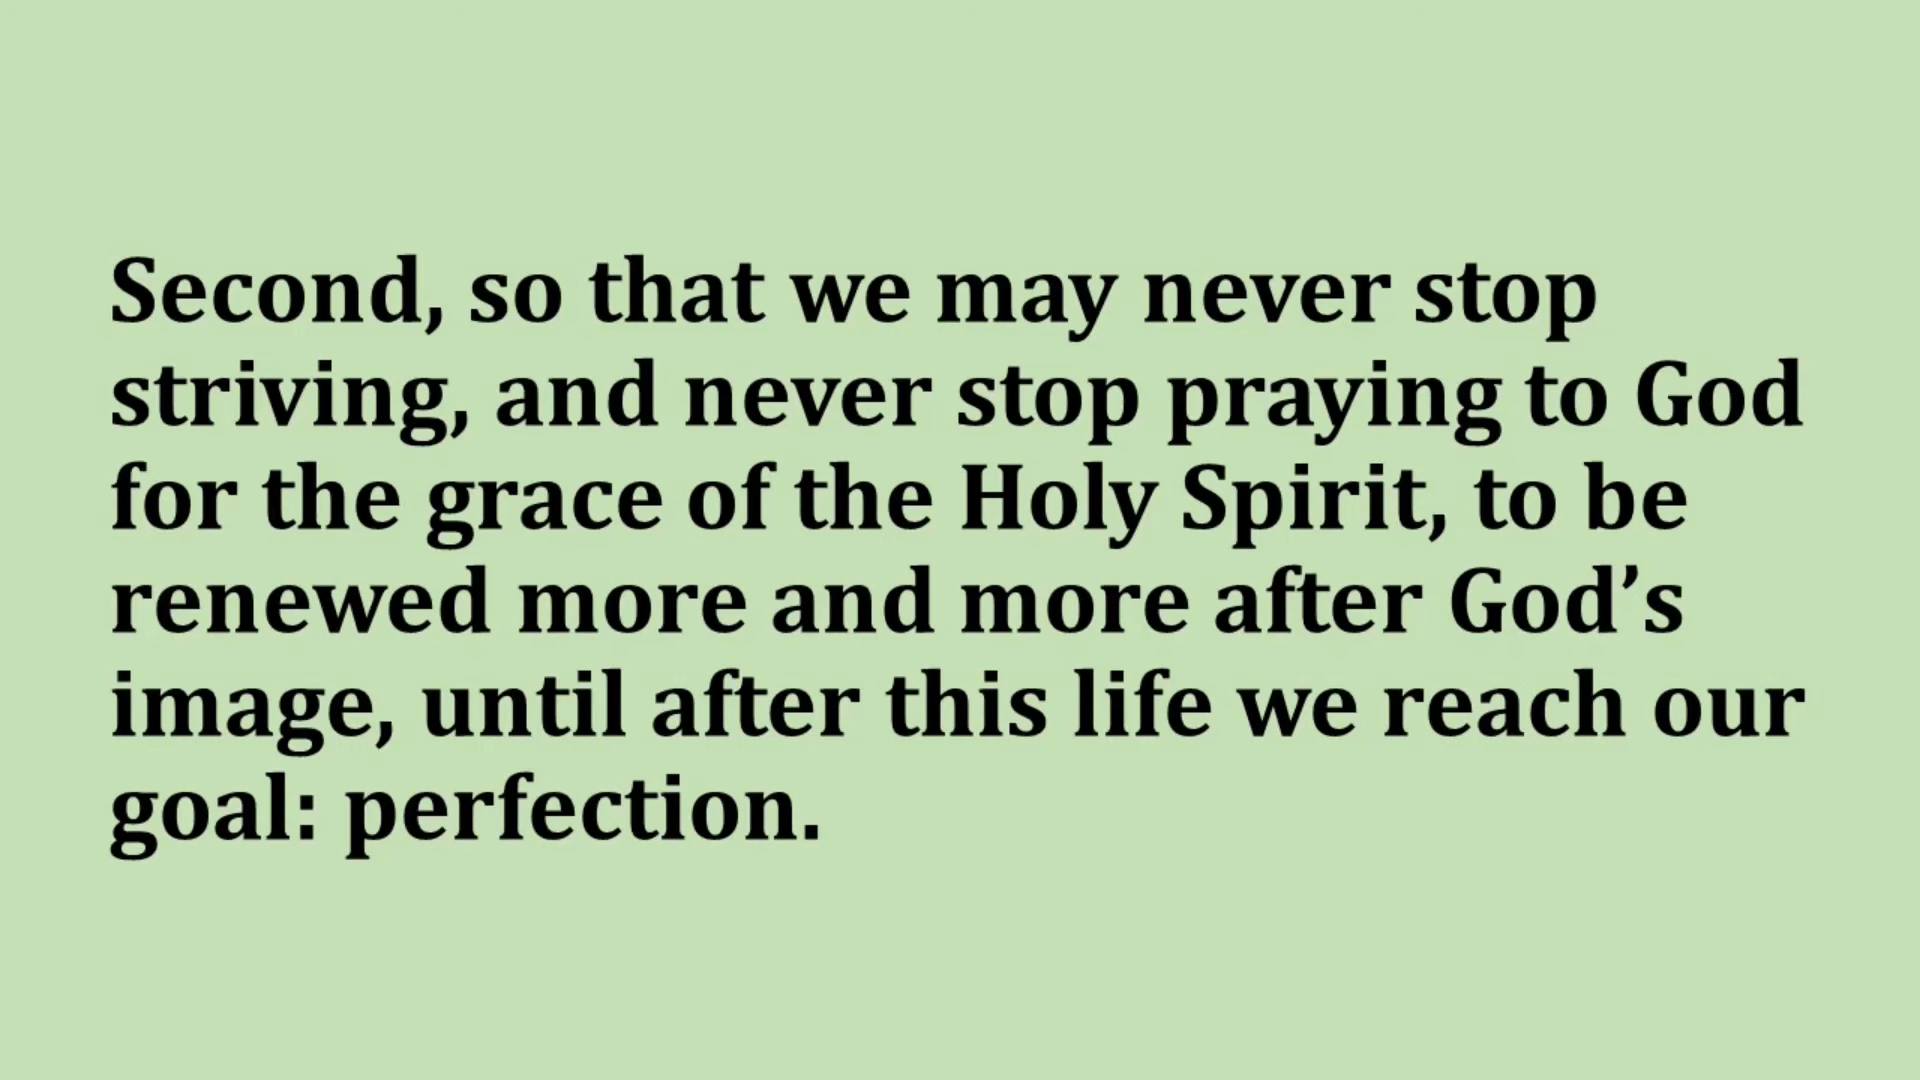 Second, so that we may never stop
striving, and never stop praying to God
for the grace of the Holy Spirit, to be
renewed more and more after God’s
image, until after this life we reach our
goal: perfection.